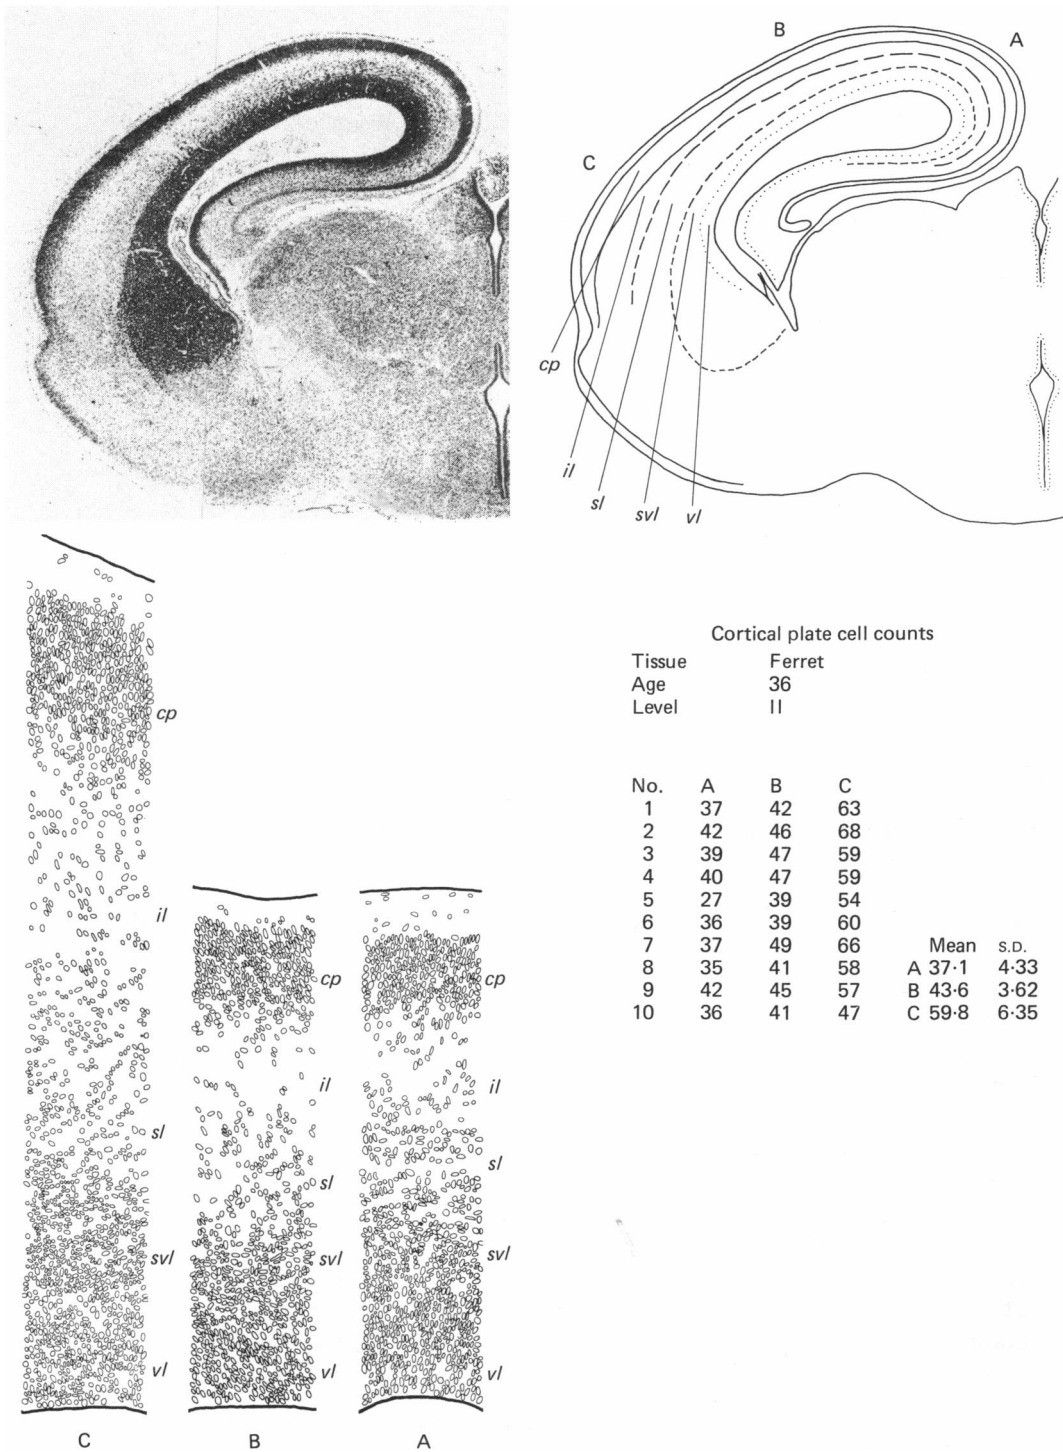 B
A
C
cp
il
sl
svl
vl
cp
il
sl
svl
vl
C
cp
il
sl
svl
vl
B
cp
il
sl
svl
vl
A
Cortical plate cell counts
Tissue Ferret
Age 36
Level II
No. A B C
1 37 42 63
2 42 46 68
3 39 47 59
4 40 47 59
5 27 39 54
6 36 39 60
7 37 49 66 Mean S.D.
8 35 41 58 A 37·1 4·33
9 42 45 57 B 43·6 3·62
10 36 41 47 C 59·8 6·35